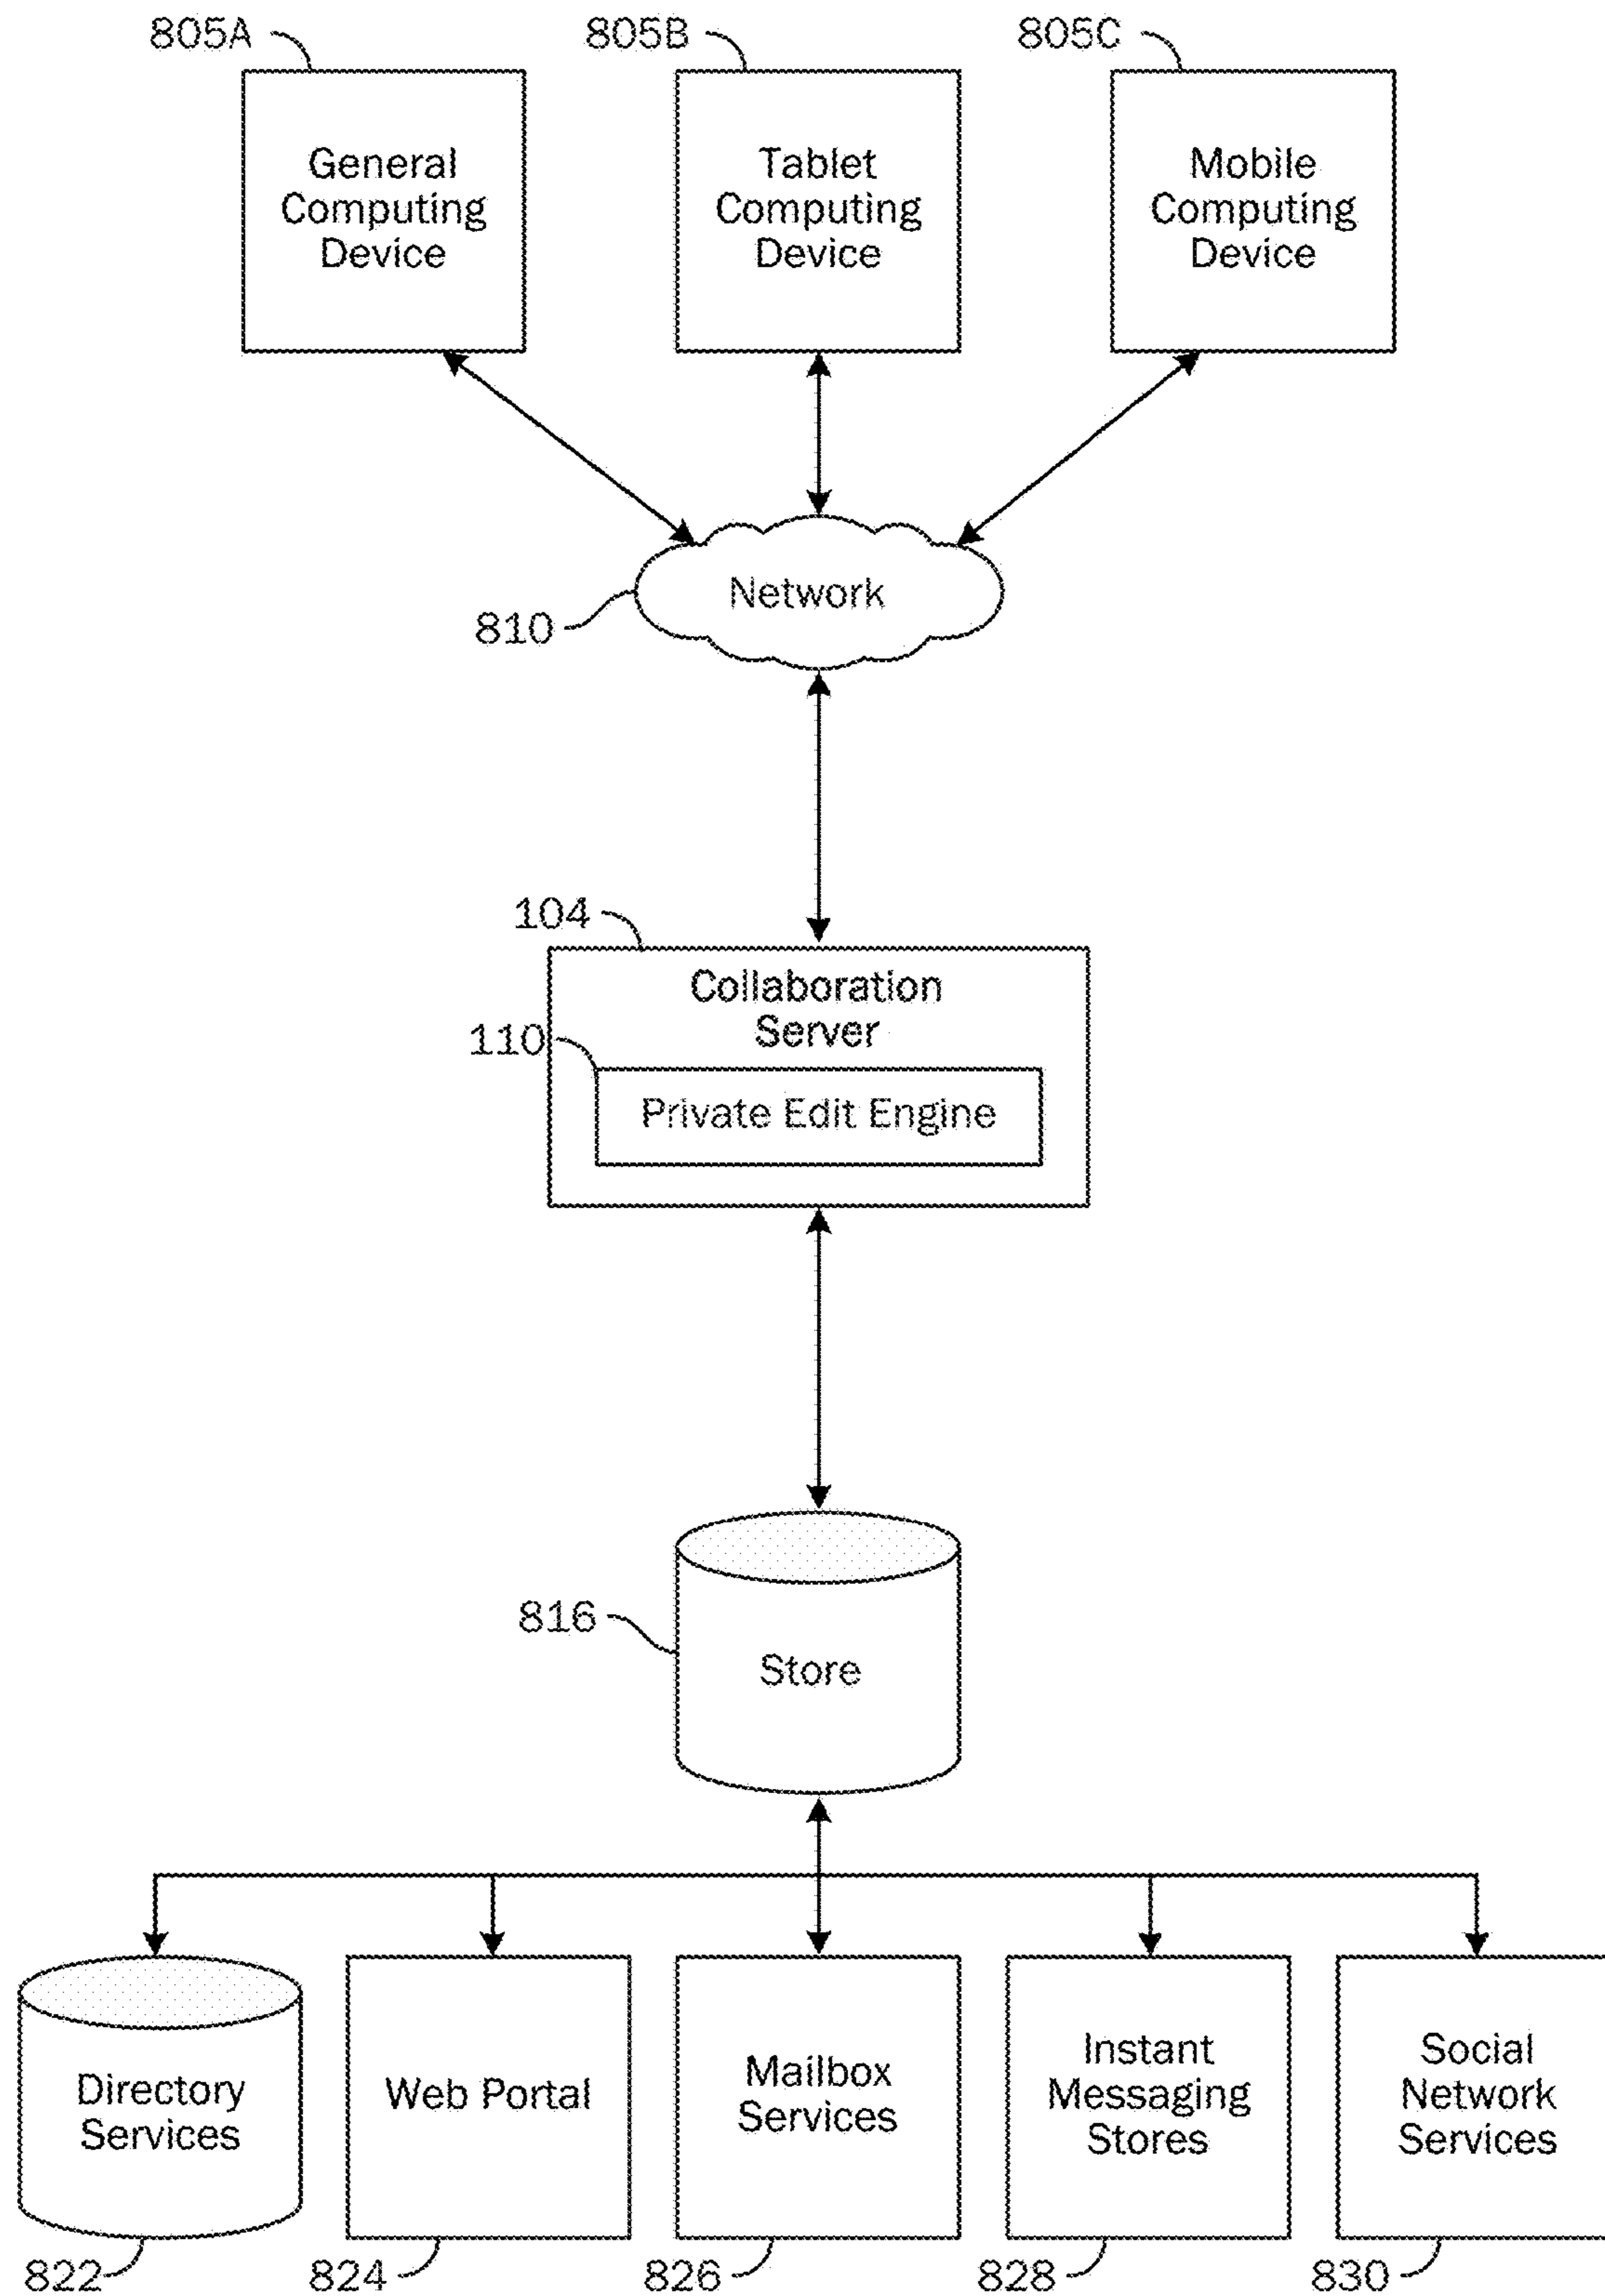 805A
805B
805C
General
Computing
Device
Tablet
Computing
Device
Mobile
Computing
Device
Network
810
104
Collaboration
Server
110
Private Edit Engine
816
Store
Directory
Services
Web Portal
Mailbox
Services
Instant
Messaging
Stores
Social
Network
Services
822
824
826
828
830